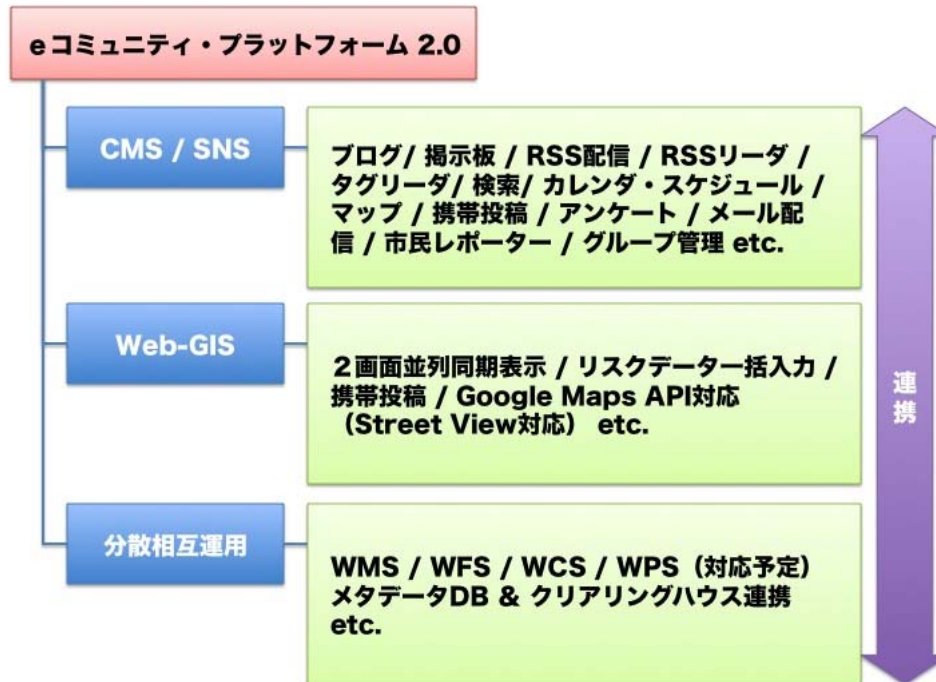 eコミュニティ・プラットフォーム 2.0
CMS / SNS
ブログ/ 掲示板 / RSS配信 / RSSリーダ /
タグリーダ/ 検索/ カレンダ・スケジュール /
マップ / 携帯投稿 / アンケート / メール配
信 / 市民レポーター / グループ管理 etc.
Web-GIS
２画面並列同期表示 / リスクデータ一括入力 /
携帯投稿 / Google Maps API対応
（Street View対応） etc.
分散相互運用
WMS / WFS / WCS / WPS（対応予定）
メタデータDB & クリアリングハウス連携
etc.
連携